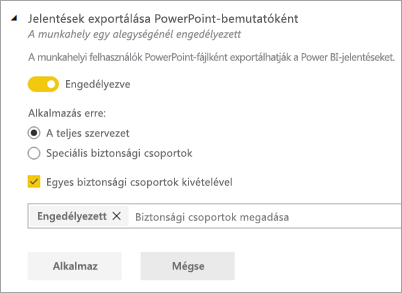 Jelentések exportálása PowerPoint-bemutatóként
A munkahely egy alegységénél engedélyezett
A munkahelyi felhasználók PowerPoint-fájlként exportálhatják a Power BI-jelentéseket.
Engedélyezve
Alkalmazás erre:
A teljes szervezet
Speciális biztonsági csoportok
Egyes biztonsági csoportok kivételével
Engedélyezett X Biztonsági csoportok megadása
Alkalmaz Mégse